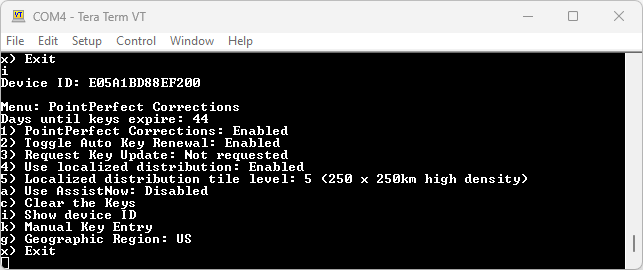 COM4 - Tera Term VT
File Edit Setup Control Window Help
x) Exit
i
Device ID: E05A1BD88EF200
Menu: PointPerfect Corrections
Days until keys expire: 44
1) PointPerfect Corrections: Enabled
2) Toggle Auto Key Renewal: Enabled
3) Request Key Update: Not requested
4) Use localized distribution: Enabled
5) Localized distribution tile level: 5 (250 x 250km high density)
a) Use AssistNow: Disabled
c) Clear the Keys
i) Show device ID
k) Manual Key Entry
g) Geographic Region: US
x) Exit